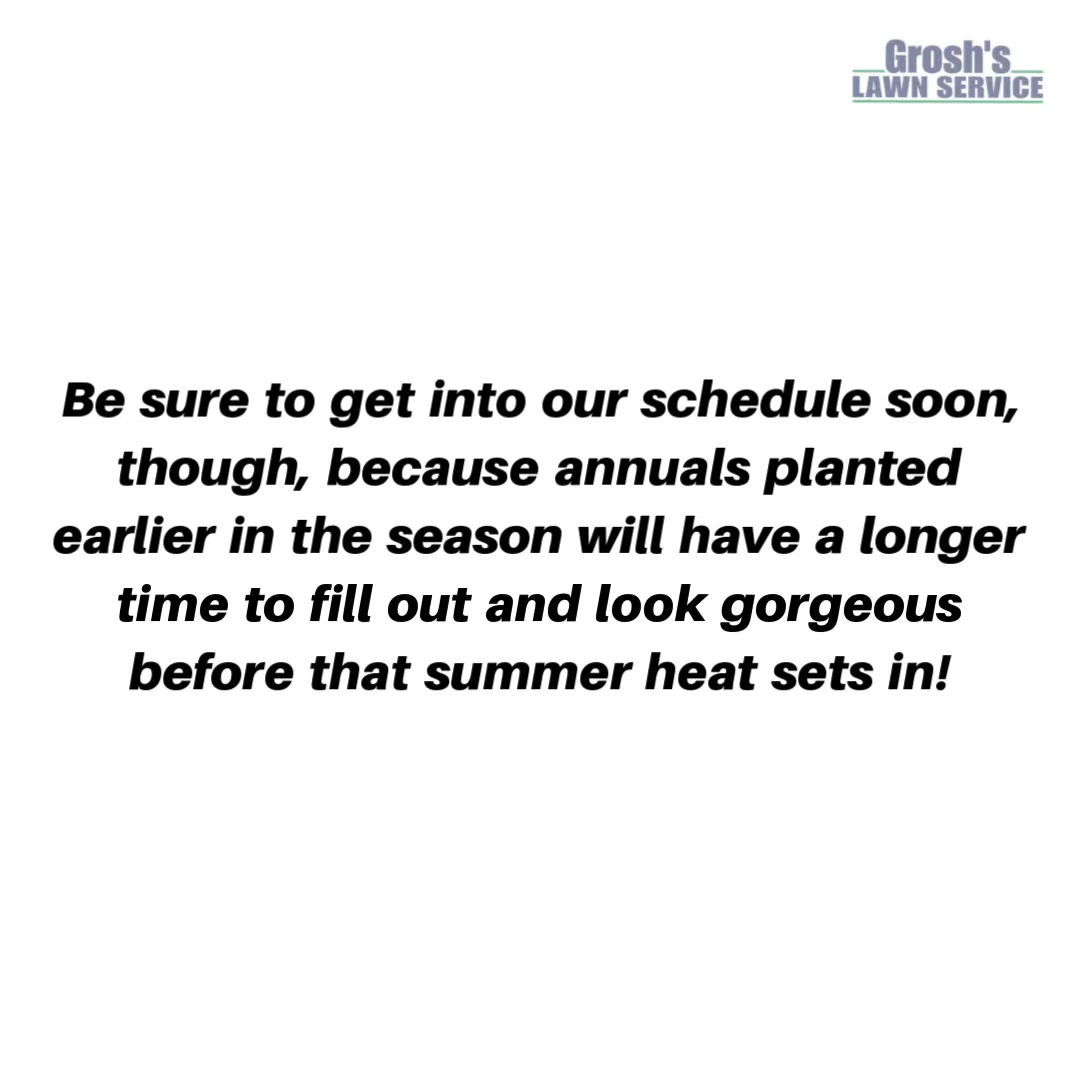 Grosh's
LAWN SERVICE
Be sure to get into our schedule soon,
though, because annuals planted
earlier in the season will have a longer
time to fill out and look gorgeous
before that summer heat sets in!